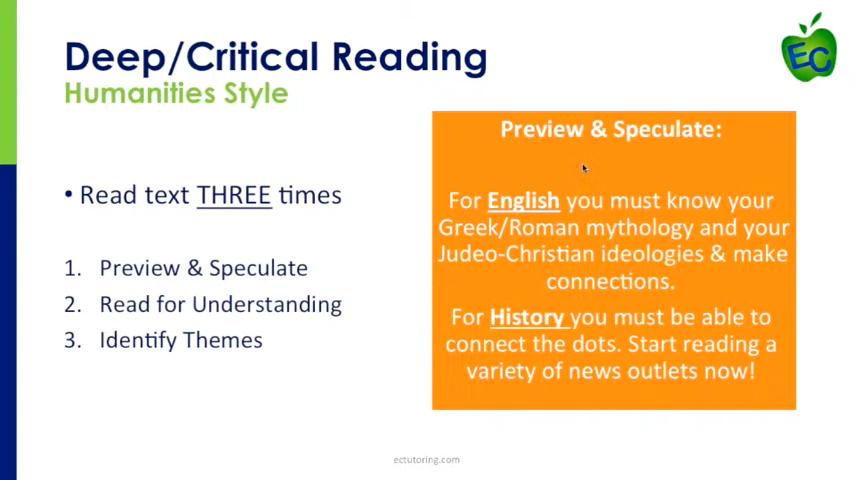 Deep/Critical Reading
Humanities Style
EC
• Read text THREE times
1. Preview & Speculate
2. Read for Understanding
3. Identify Themes
Preview & Speculate:
For English you must know your
Greek/Roman mythology and your
Judeo-Christian ideologies & make
connections.
For History you must be able to
connect the dots. Start reading a
variety of news outlets now!
ectutoring.com